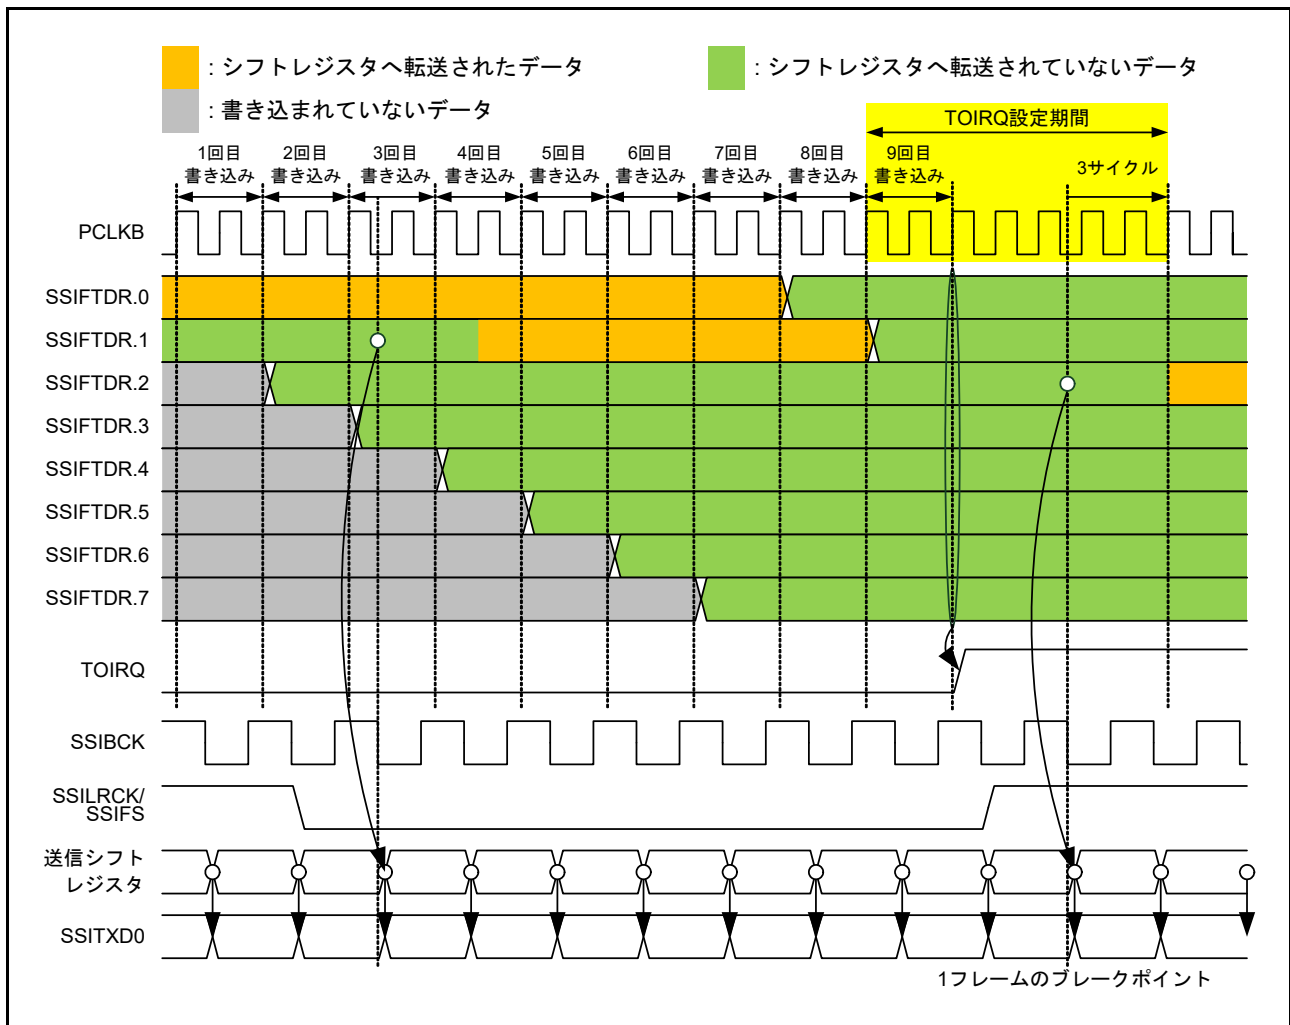 : シフトレジスタへ転送されたデータ
: シフトレジスタへ転送されていないデータ
: 書き込まれていないデータ
TOIRQ設定期間
1回目
書き込み
2回目
書き込み
3回目
書き込み
4回目
書き込み
5回目
書き込み
6回目
書き込み
7回目
書き込み
8回目
書き込み
9回目
書き込み
3サイクル
PCLKB
SSIFTDR.0
SSIFTDR.1
SSIFTDR.2
SSIFTDR.3
SSIFTDR.4
SSIFTDR.5
SSIFTDR.6
SSIFTDR.7
TOIRQ
SSIBCK
SSILRCK/
SSIFS
送信シフト
レジスタ
SSITXD0
1フレームのブレークポイント